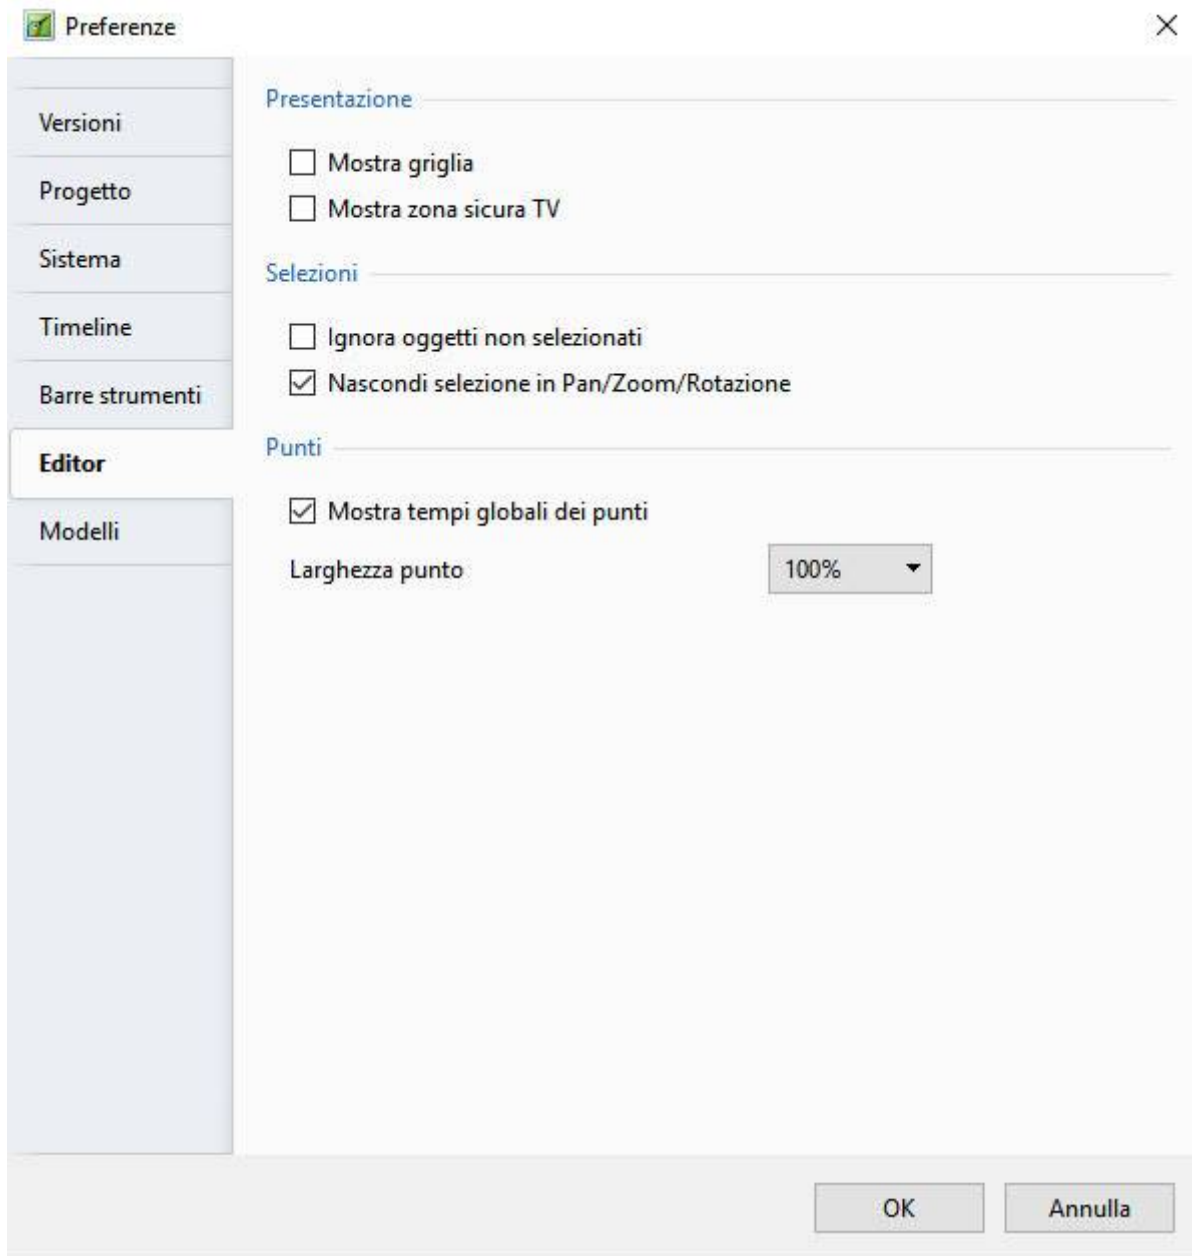 Preferenze
Versioni
Progetto
Sistema
Timeline
Barre strumenti
Editor
Modelli
Presentazione
Mostra griglia
Mostra zona sicura TV
Selezioni
Ignora oggetti non selezionati
Nascondi selezione in Pan/Zoom/Rotazione
Punti
Mostra tempi globali dei punti
Larghezza punto 100%
OK Annulla